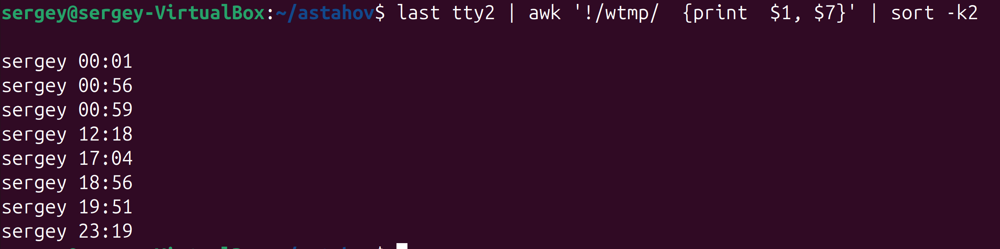 sergey@sergey-VirtualBox:~/astahov$ last tty2 | awk '!/wtmp/  {print  $1, $7}' | sort -k2
sergey 00:01
sergey 00:56
sergey 00:59
sergey 12:18
sergey 17:04
sergey 18:56
sergey 19:51
sergey 23:19